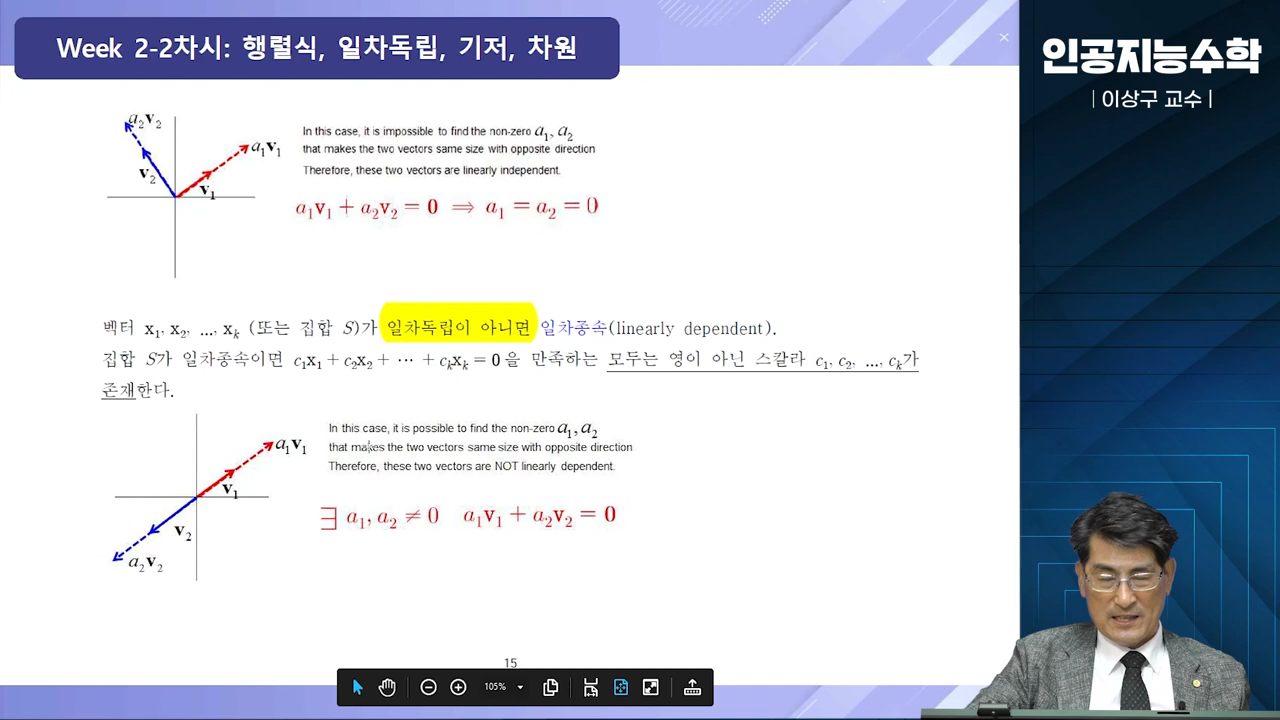 Week 2-2차시: 행렬식, 일차독립, 기저, 차원
인공지능수학
| 이상구 교수 |
a₂v₂
a₁v₁
v₂
v₁
In this case, it is impossible to find the non-zero a₁, a₂
that makes the two vectors same size with opposite direction
Therefore, these two vectors are linearly independent.
a₁v₁ + a₂v₂ = 0 ⟹ a₁ = a₂ = 0
벡터 x₁, x₂, ..., xₖ (또는 집합 S)가 일차독립이 아니면 일차종속(linearly dependent).
집합 S가 일차종속이면 c₁x₁ + c₂x₂ + ⋯ + cₖxₖ = 0 을 만족하는 모두는 영이 아닌 스칼라 c₁, c₂, ..., cₖ가
존재한다.
a₁v₁
v₁
v₂
a₂v₂
In this case, it is possible to find the non-zero a₁, a₂
that makes the two vectors same size with opposite direction
Therefore, these two vectors are NOT linearly dependent.
∃ a₁, a₂ ≠ 0 a₁v₁ + a₂v₂ = 0
15
105%